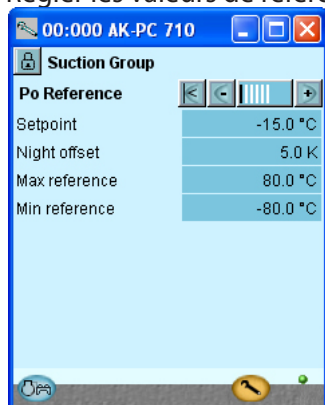 Régler les valeurs de référe
00:000 AK-PC 710
Suction Group
Po Reference
Setpoint -15.0 °C
Night offset 5.0 K
Max reference 80.0 °C
Min reference -80.0 °C